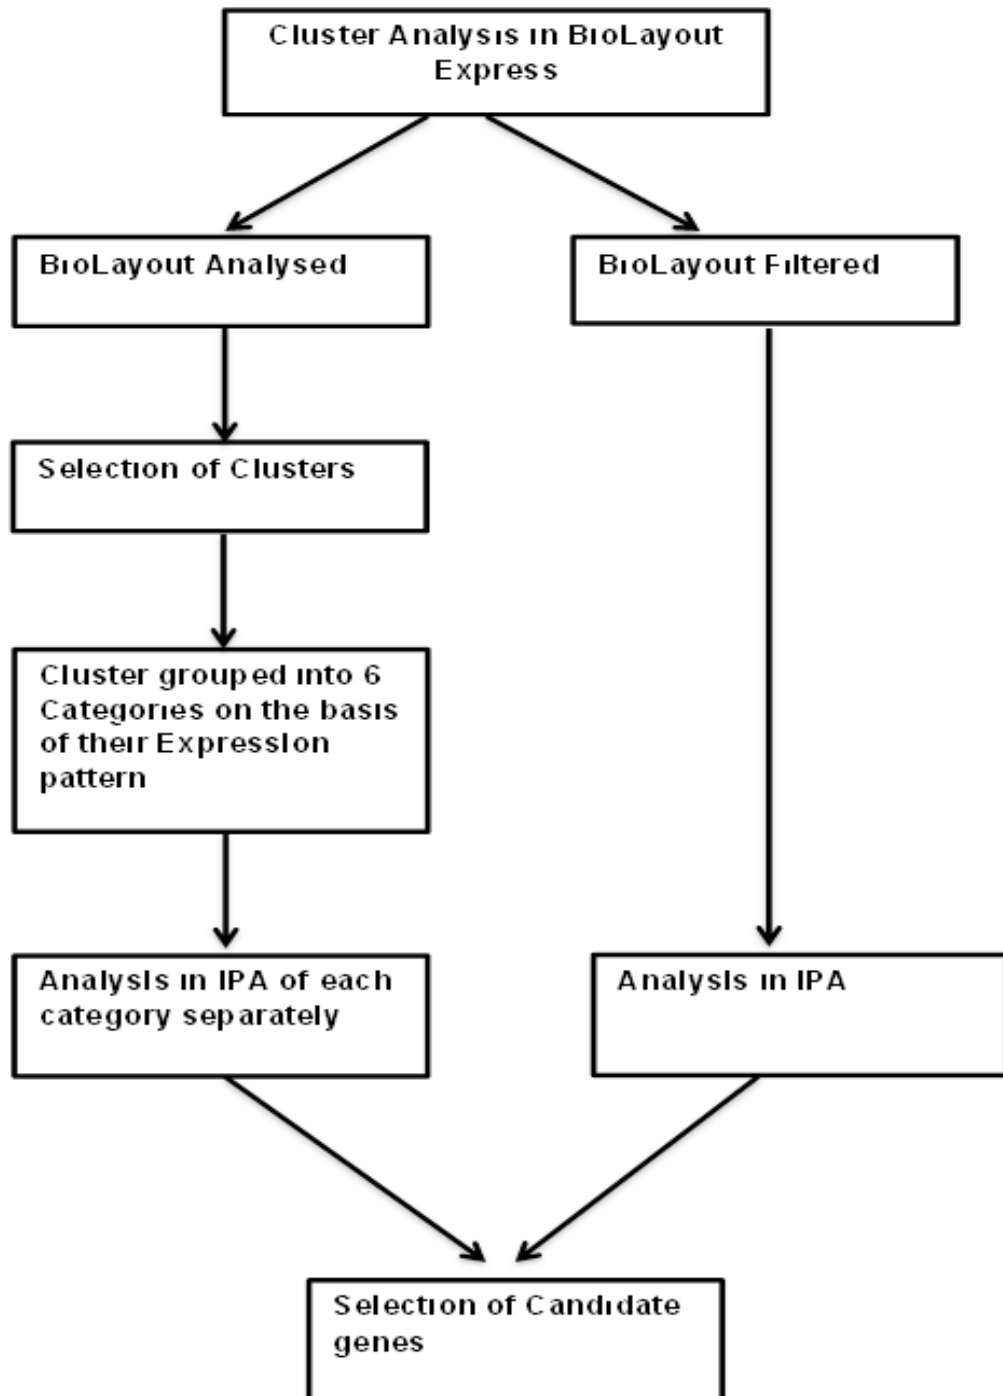 Cluster Analysis in BioLayout
Express
BioLayout Analysed
BioLayout Filtered
Selection of Clusters
Cluster grouped into 6
Categories on the basis
of their Expression
pattern
Analysis in IPA of each
category separately
Analysis in IPA
Selection of Candidate
genes